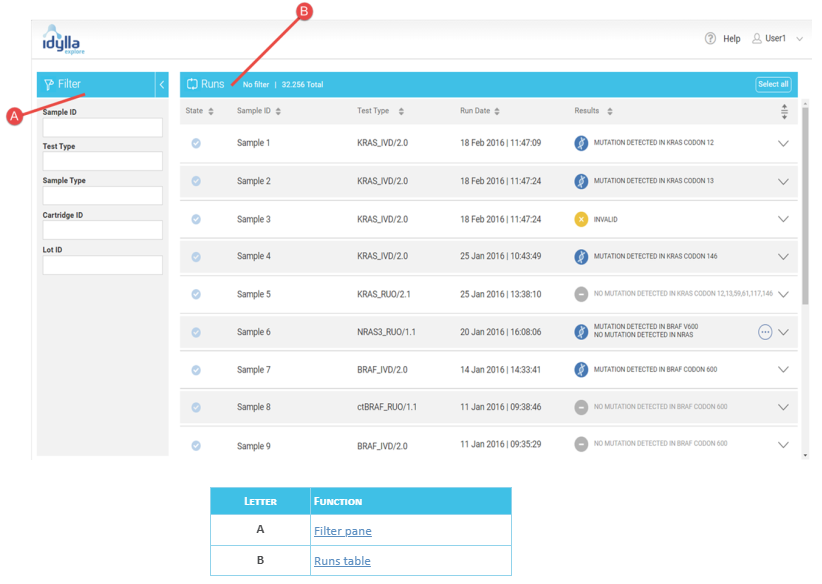 B
idylla
explore
Help User1
Filter
Runs No filter | 32.256 Total Select all
A
Sample ID
Test Type
Sample Type
Cartridge ID
Lot ID
State Sample ID Test Type Run Date Results
Sample 1 KRAS_IVD/2.0 18 Feb 2016 | 11:47:09 MUTATION DETECTED IN KRAS CODON 12
Sample 2 KRAS_IVD/2.0 18 Feb 2016 | 11:47:24 MUTATION DETECTED IN KRAS CODON 13
Sample 3 KRAS_IVD/2.0 18 Feb 2016 | 11:47:24 INVALID
Sample 4 KRAS_IVD/2.0 25 Jan 2016 | 10:43:49 MUTATION DETECTED IN KRAS CODON 146
Sample 5 KRAS_RUO/2.1 25 Jan 2016 | 13:38:10 NO MUTATION DETECTED IN KRAS CODON 12,13,59,61,117,146
Sample 6 NRAS3_RUO/1.1 20 Jan 2016 | 16:08:06 MUTATION DETECTED IN BRAF V600
NO MUTATION DETECTED IN NRAS
Sample 7 BRAF_IVD/2.0 14 Jan 2016 | 14:33:41 MUTATION DETECTED IN BRAF CODON 600
Sample 8 ctBRAF_RUO/1.1 11 Jan 2016 | 09:38:46 NO MUTATION DETECTED IN BRAF CODON 600
Sample 9 BRAF_IVD/2.0 11 Jan 2016 | 09:35:29 NO MUTATION DETECTED IN BRAF CODON 600
LETTER FUNCTION
A Filter pane
B Runs table